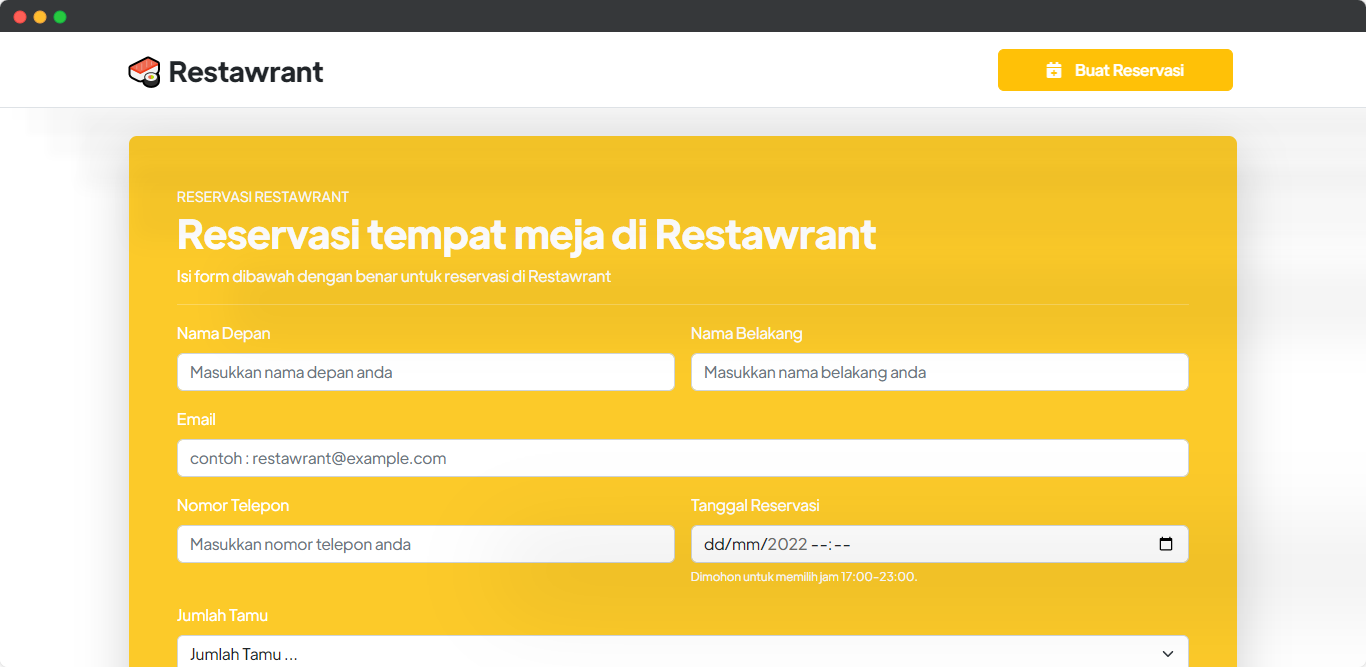 Restawrant
Buat Reservasi
RESERVASI RESTAWRANT
Reservasi tempat meja di Restawrant
Isi form dibawah dengan benar untuk reservasi di Restawrant
Nama Depan
Nama Belakang
Masukkan nama depan anda
Masukkan nama belakang anda
Email
contoh : restawrant@example.com
Nomor Telepon
Tanggal Reservasi
Masukkan nomor telepon anda
dd/mm/2022 --:--
Dimohon untuk memilih jam 17:00-23:00.
Jumlah Tamu
Jumlah Tamu ...